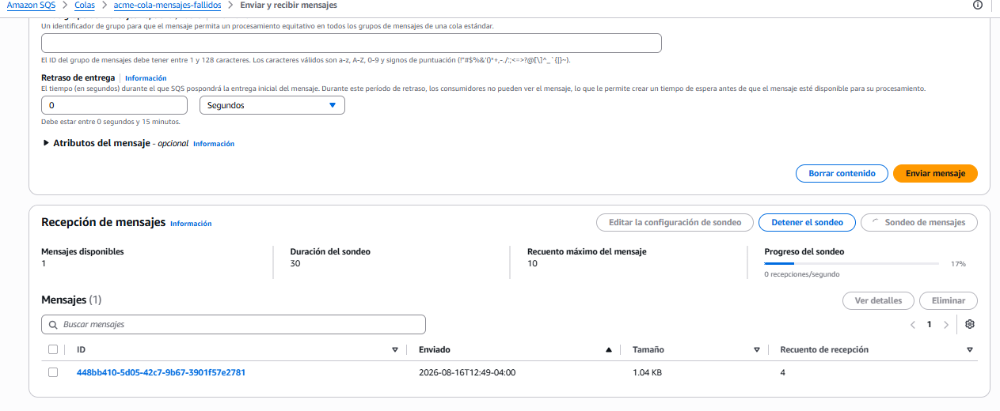 Amazon SQS > Colas > acme-cola-mensajes-fallidos > Enviar y recibir mensajes
Un identificador de grupo para que el mensaje permita un procesamiento equitativo en todos los grupos de mensajes de una cola estándar.
El ID del grupo de mensajes debe tener entre 1 y 128 caracteres. Los caracteres válidos son a-z, A-Z, 0-9 y signos de puntuación (!"#$%&'()*+,-./:;<=>?@[\]^_`{|}~).
Retraso de entrega Información
El tiempo (en segundos) durante el que SQS pospondrá la entrega inicial del mensaje. Durante este período de retraso, los consumidores no pueden ver el mensaje, lo que le permite crear un tiempo de espera antes de que el mensaje esté disponible para su procesamiento.
0 Segundos
Debe estar entre 0 segundos y 15 minutos.
Atributos del mensaje - opcional Información
Borrar contenido Enviar mensaje
Recepción de mensajes Información Editar la configuración de sondeo Detener el sondeo Sondeo de mensajes
Mensajes disponibles Duración del sondeo Recuento máximo del mensaje Progreso del sondeo
1 30 10 17%
0 recepciones/segundo
Mensajes (1) Ver detalles Eliminar
Buscar mensajes 1
ID Enviado Tamaño Recuento de recepción
448bb410-5d05-42c7-9b67-3901f57e2781 2026-08-16T12:49-04:00 1.04 KB 4